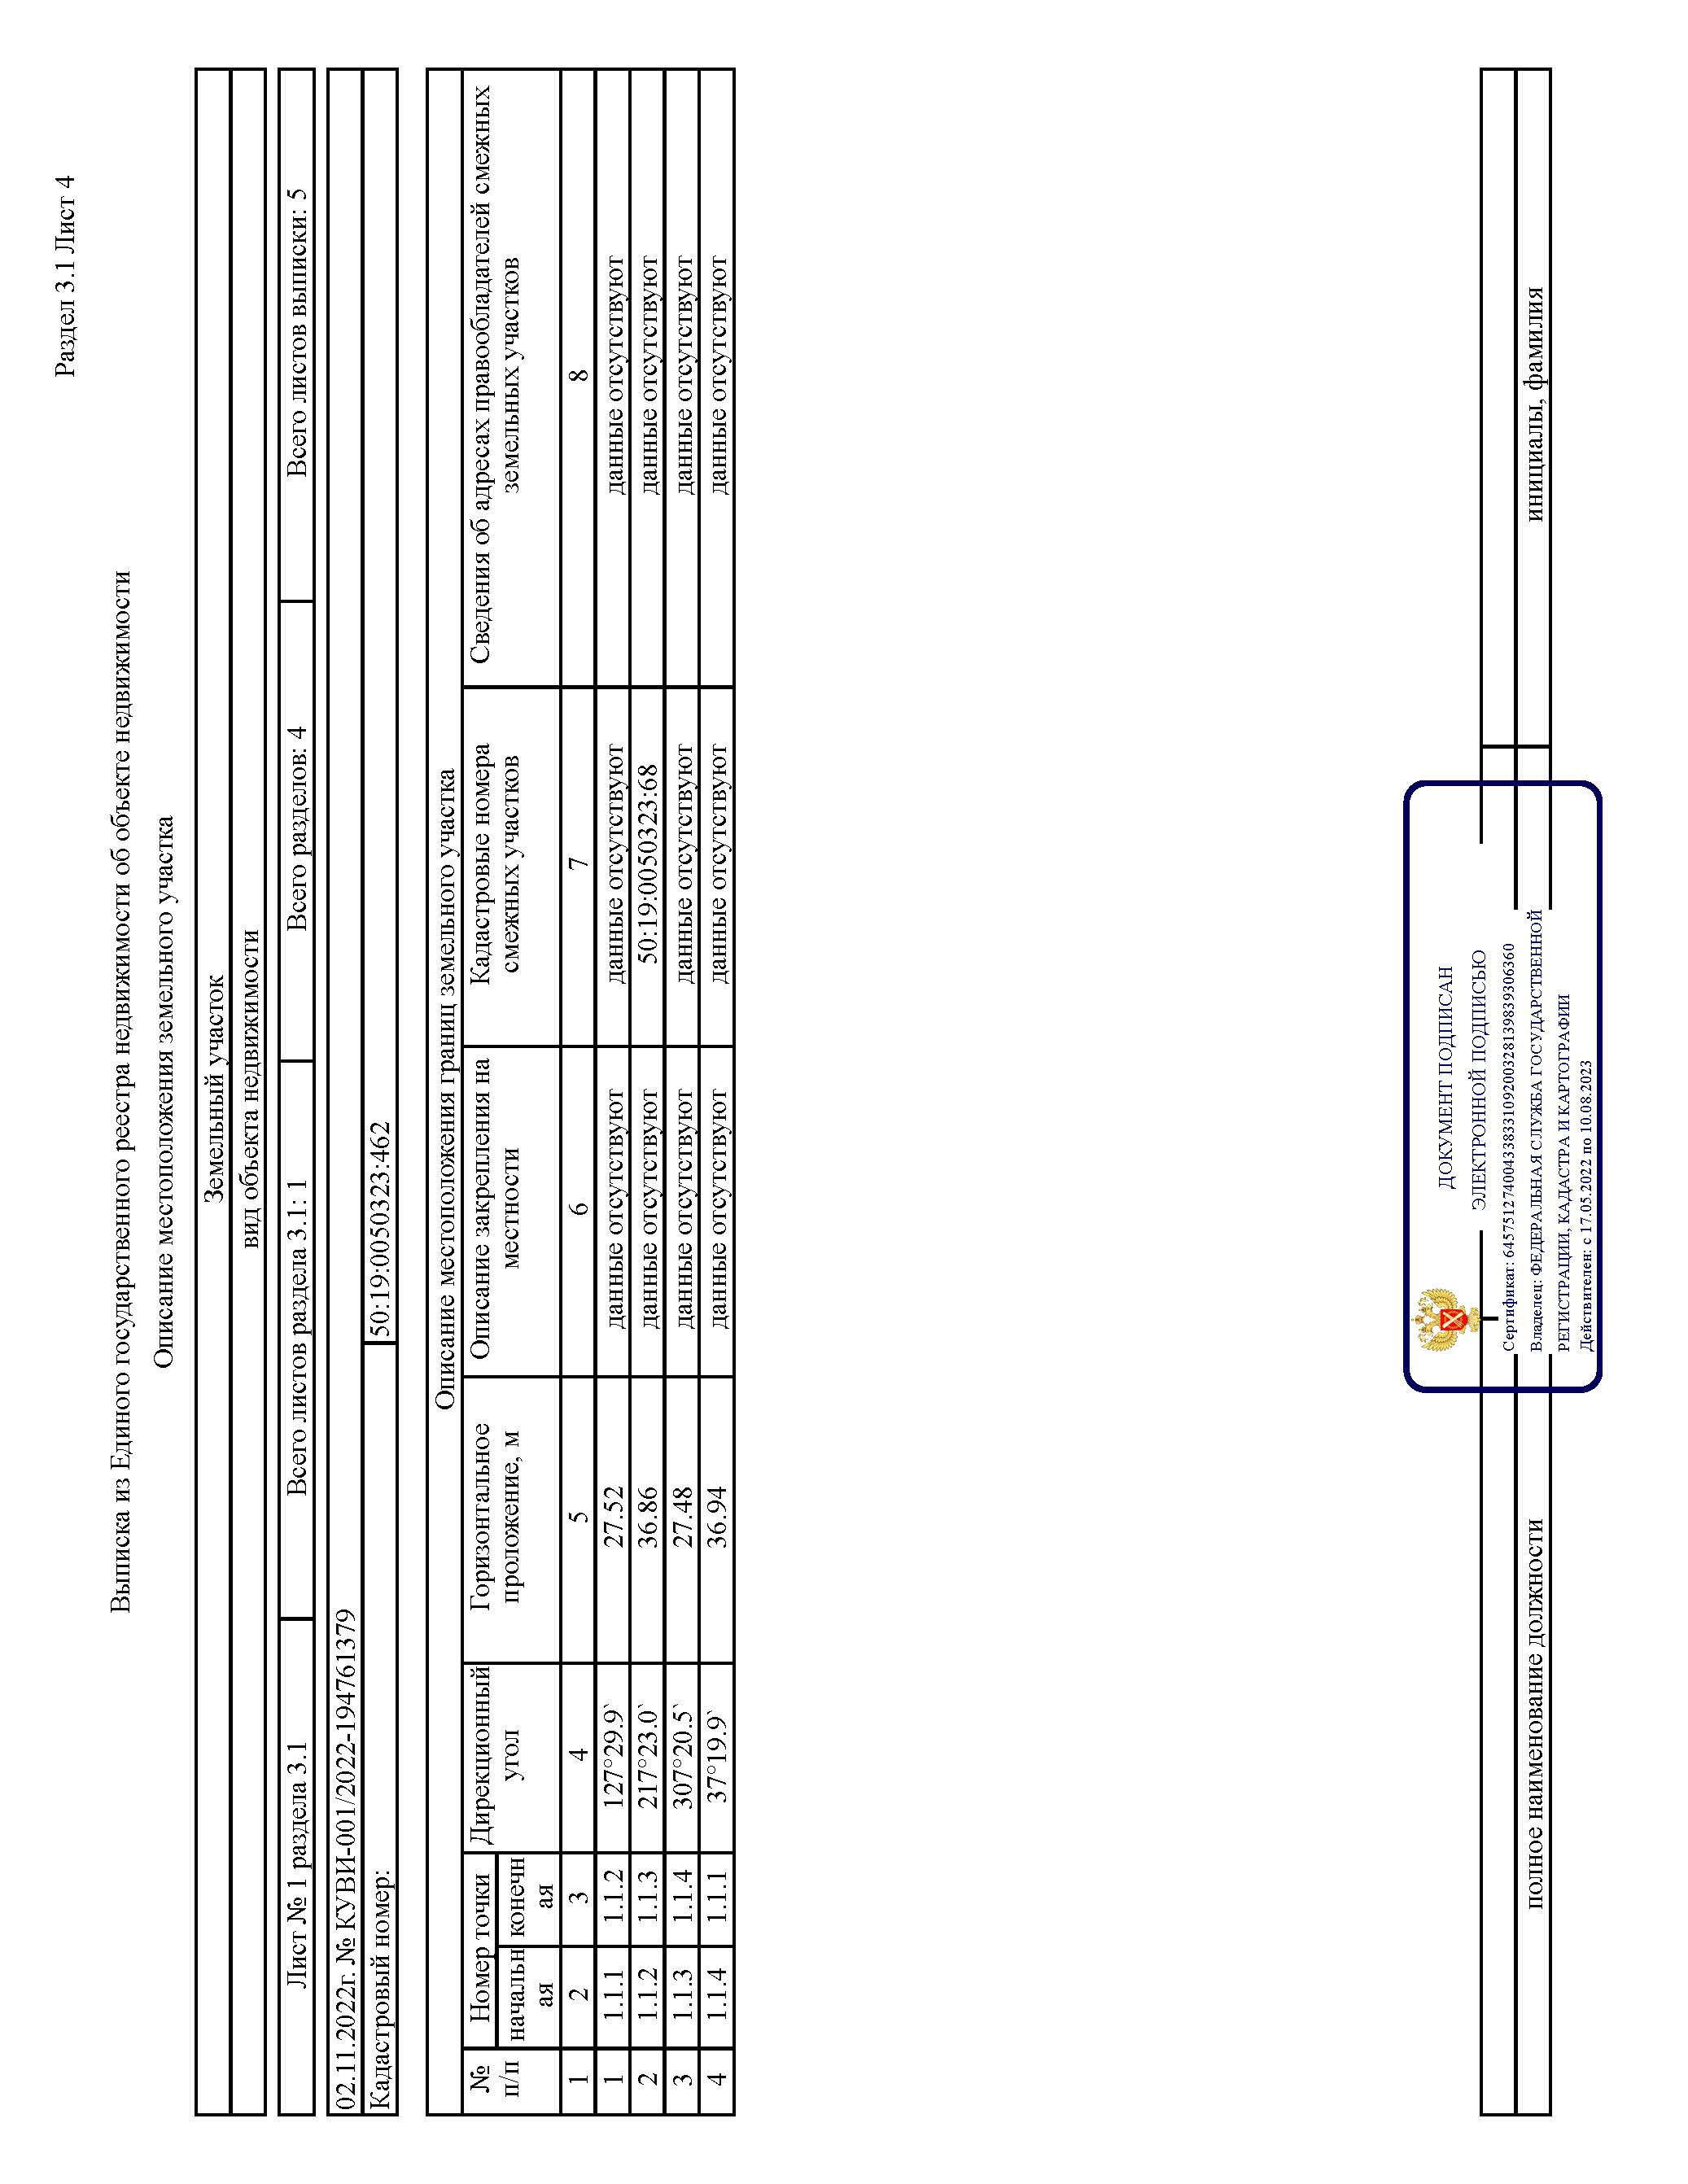 Раздел 3.1 Лист 4
Выписка из Единого государственного реестра недвижимости об объекте недвижимости
Описание местоположения земельного участка
Земельный участок
вид объекта недвижимости
Лист № 1 раздела 3.1 Всего листов раздела 3.1: 1 Всего разделов: 4 Всего листов выписки: 5
02.11.2022г. № КУВИ-001/2022-194761379
Кадастровый номер: 50:19:0050323:462
Описание местоположения границ земельного участка
№ Номер точки Дирекционный Горизонтальное Описание закрепления на Кадастровые номера Сведения об адресах правообладателей смежных
п/п начальн конечн угол проложение, м местности смежных участков земельных участков
ая ая
1 2 3 4 5 6 7 8
1 1.1.1 1.1.2 127°29.9` 27.52 данные отсутствуют данные отсутствуют данные отсутствуют
2 1.1.2 1.1.3 217°23.0` 36.86 данные отсутствуют 50:19:0050323:68 данные отсутствуют
3 1.1.3 1.1.4 307°20.5` 27.48 данные отсутствуют данные отсутствуют данные отсутствуют
4 1.1.4 1.1.1 37°19.9` 36.94 данные отсутствуют данные отсутствуют данные отсутствуют
ДОКУМЕНТ ПОДПИСАН
ЭЛЕКТРОННОЙ ПОДПИСЬЮ
Сертификат: 64575127400433833109200328139839306360
Владелец: ФЕДЕРАЛЬНАЯ СЛУЖБА ГОСУДАРСТВЕННОЙ
РЕГИСТРАЦИИ, КАДАСТРА И КАРТОГРАФИИ
Действителен: с 17.05.2022 по 10.08.2023
полное наименование должности инициалы, фамилия